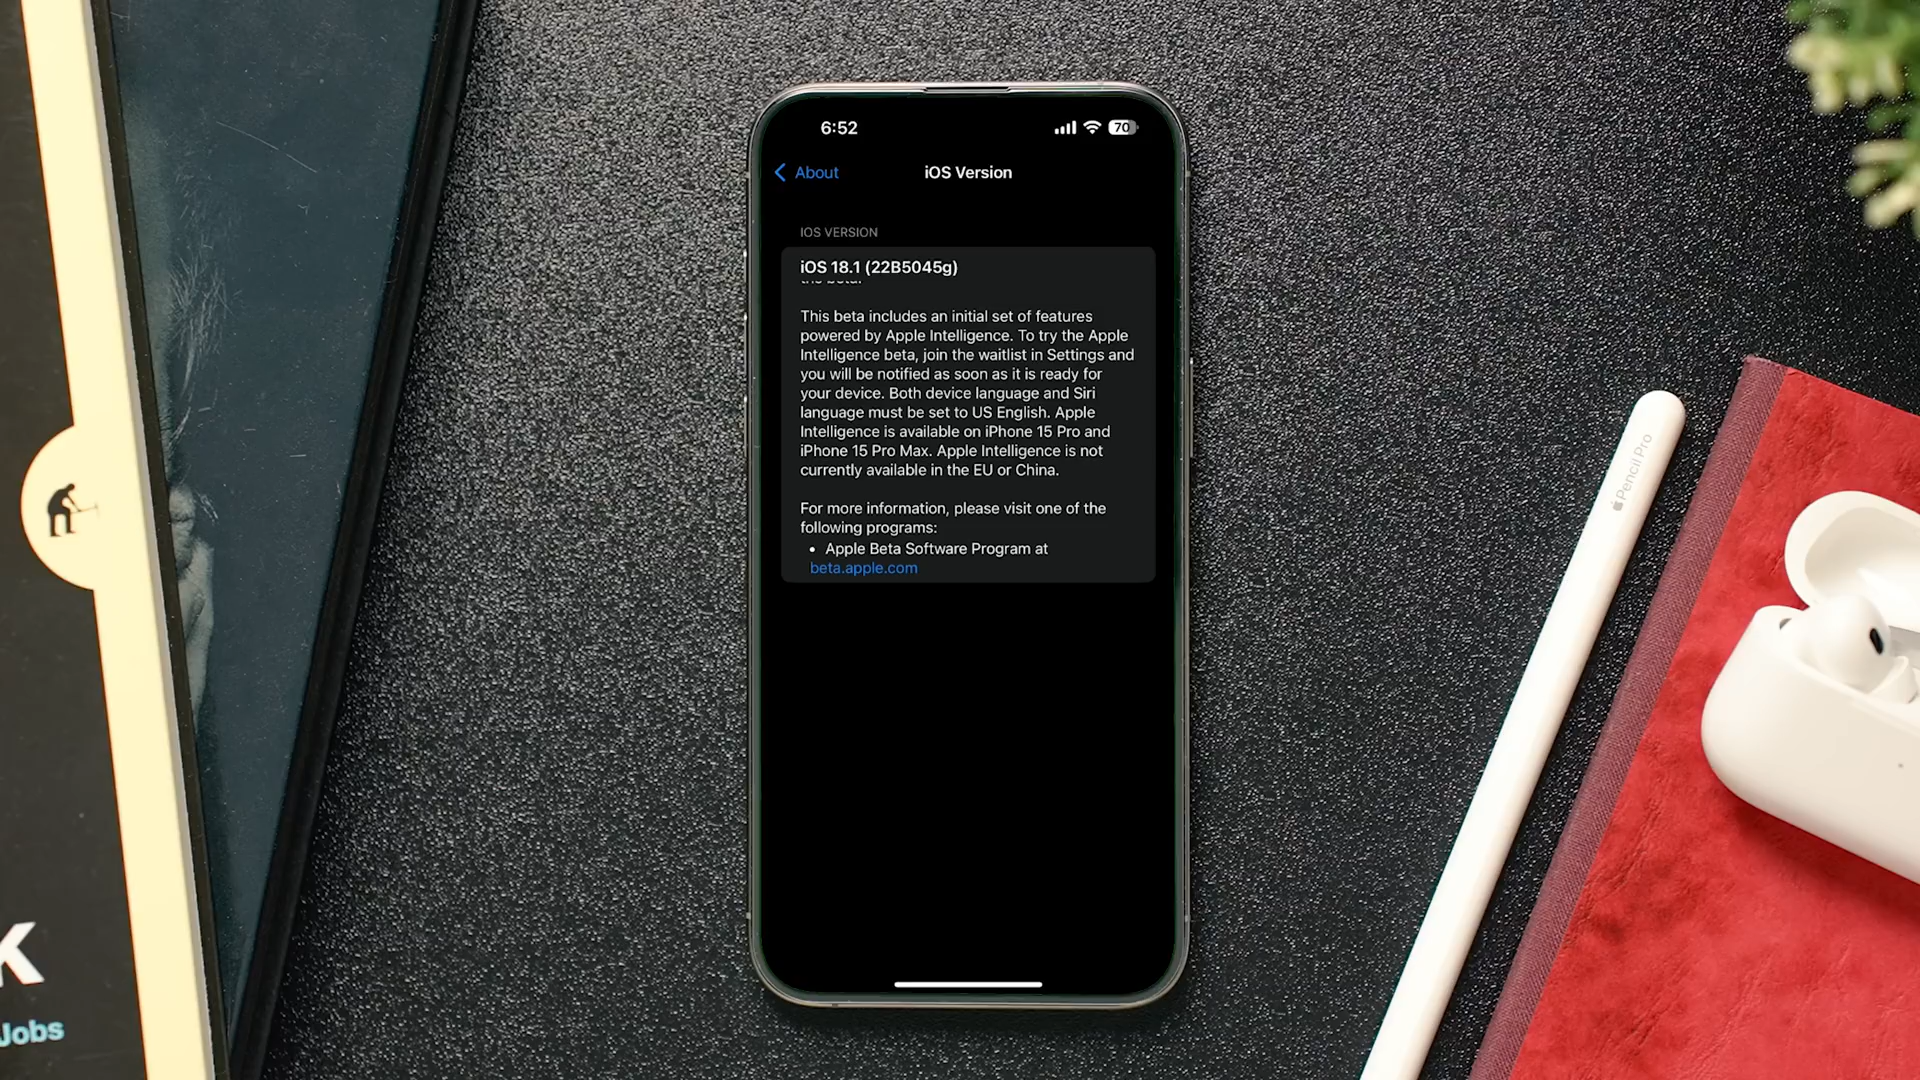 6:52
70
About
iOS Version
IOS VERSION
iOS 18.1 (22B5045g)
the beta.
This beta includes an initial set of features
powered by Apple Intelligence. To try the Apple
Intelligence beta, join the waitlist in Settings and
you will be notified as soon as it is ready for
your device. Both device language and Siri
language must be set to US English. Apple
Intelligence is available on iPhone 15 Pro and
iPhone 15 Pro Max. Apple Intelligence is not
currently available in the EU or China.
For more information, please visit one of the
following programs:
• Apple Beta Software Program at
beta.apple.com
Pencil Pro
k
Jobs